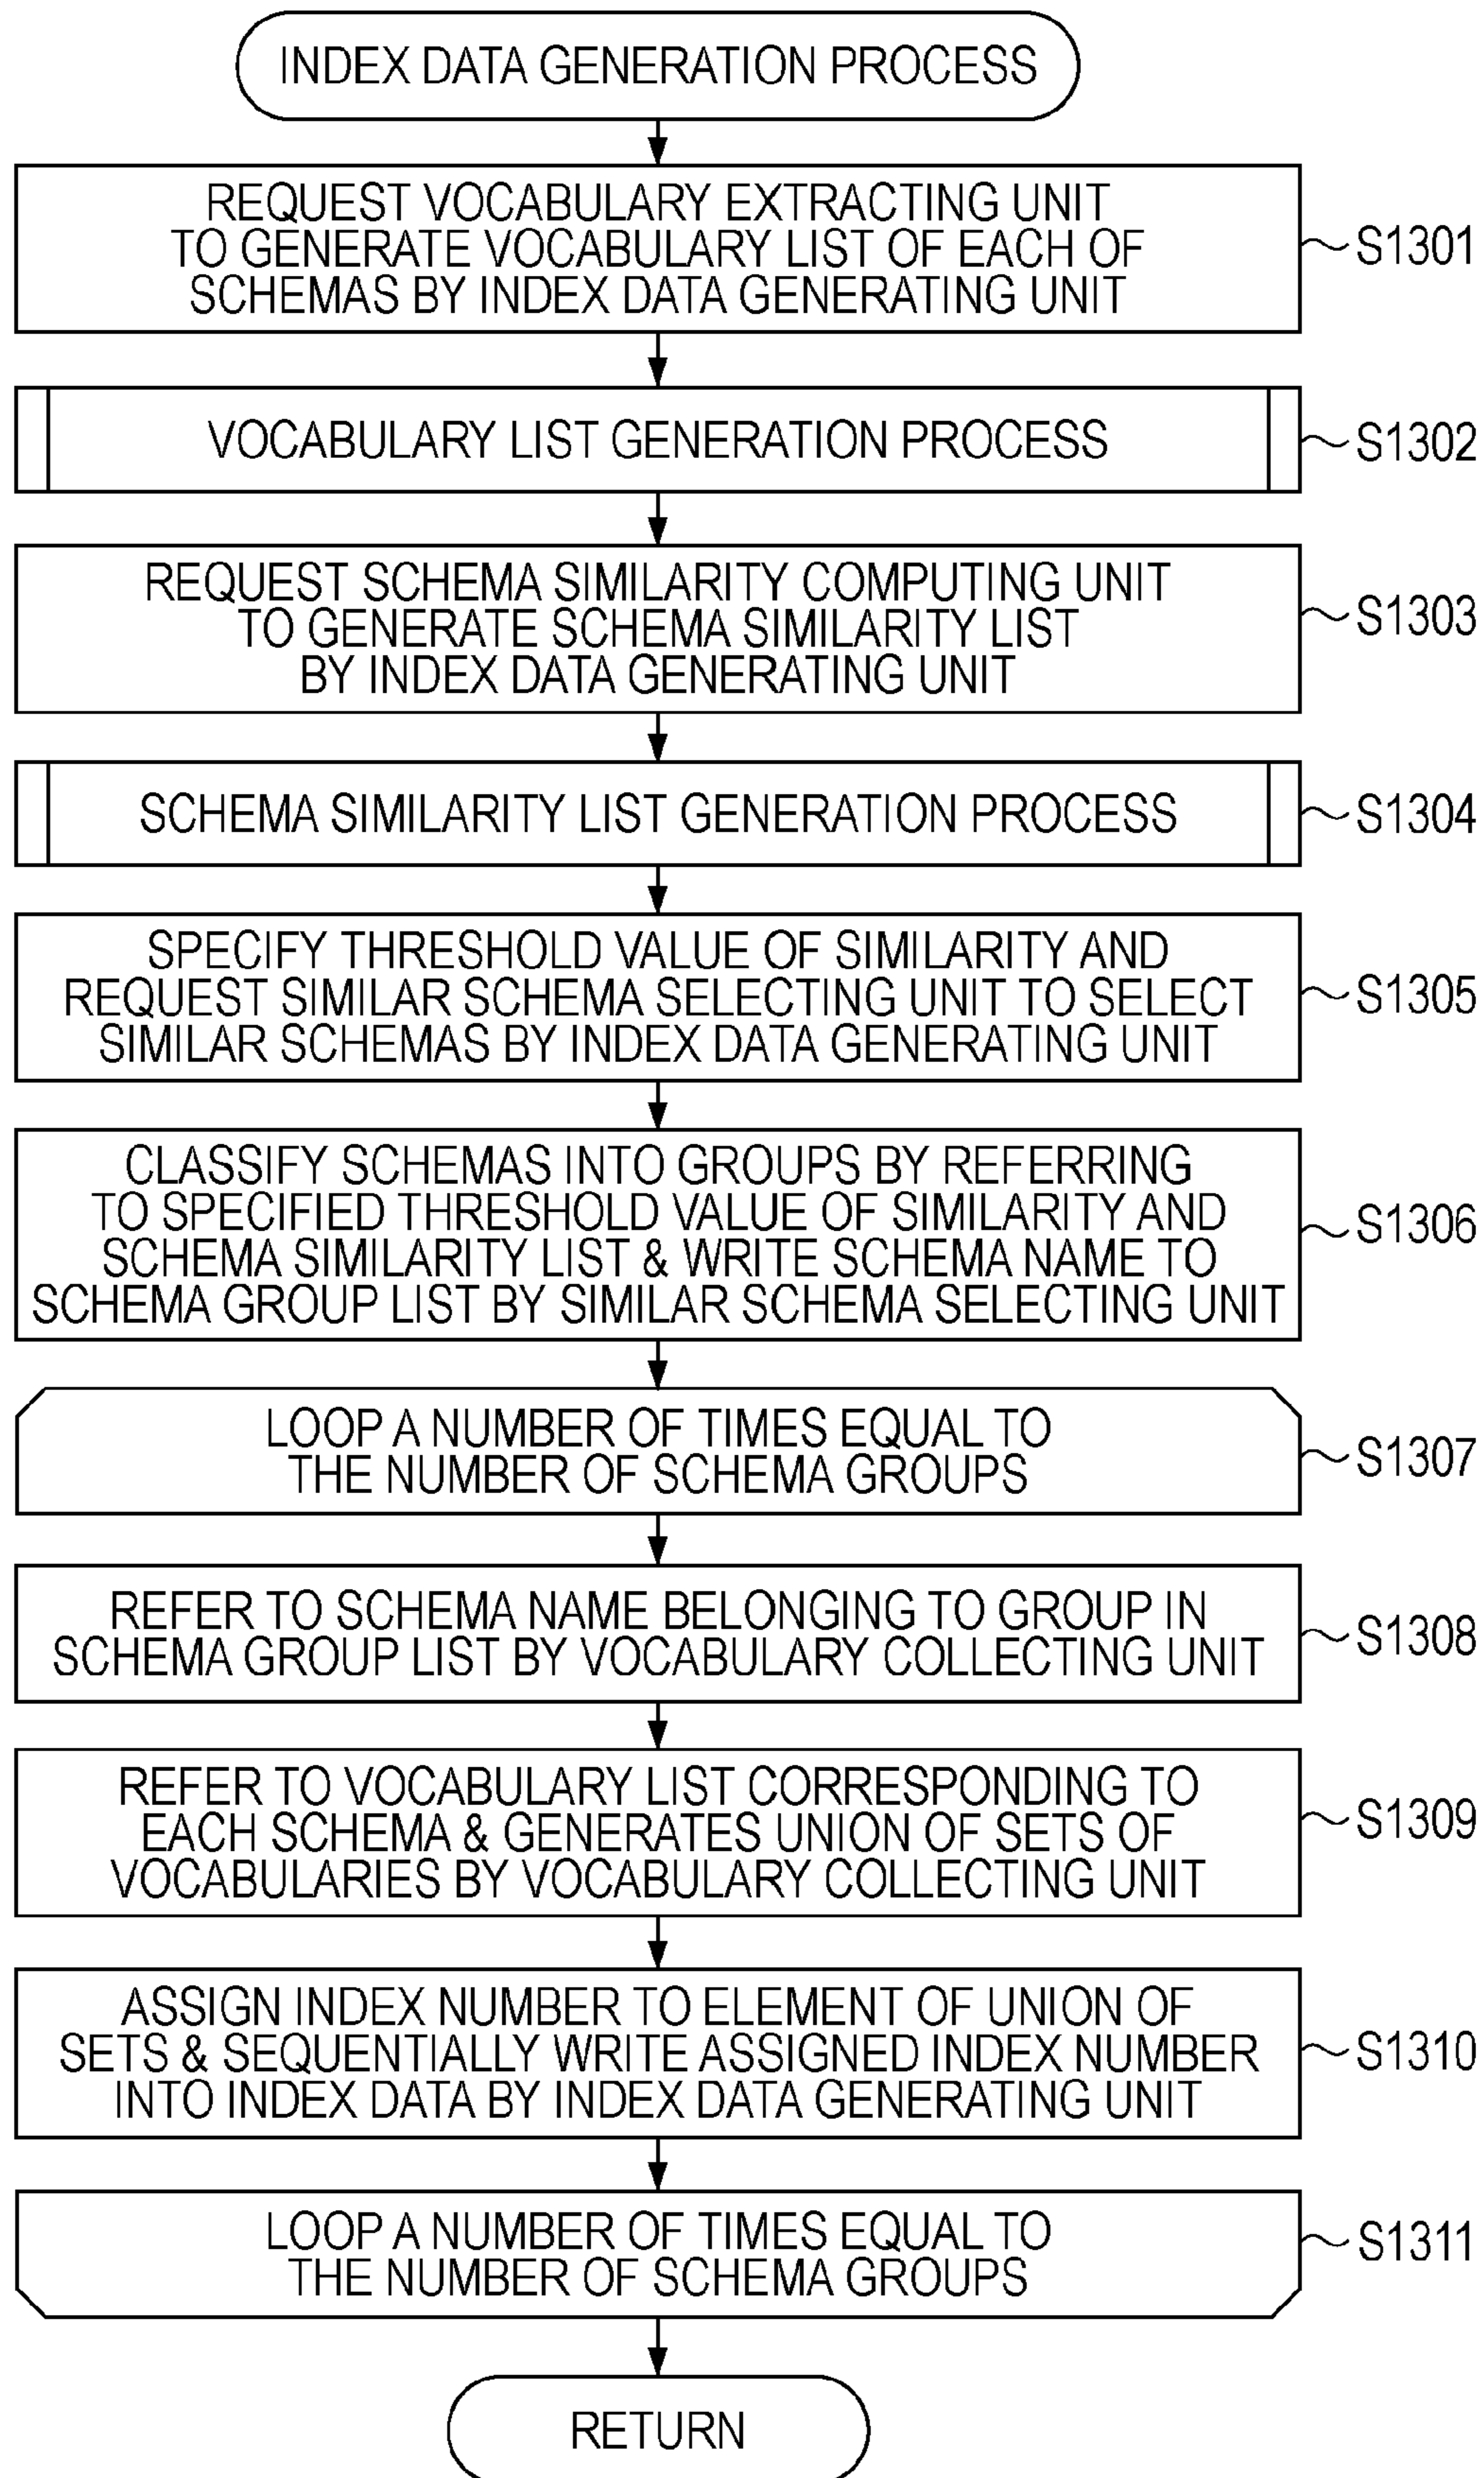 INDEX DATA GENERATION PROCESS
REQUEST VOCABULARY EXTRACTING UNIT
TO GENERATE VOCABULARY LIST OF EACH OF
SCHEMAS BY INDEX DATA GENERATING UNIT
S1301
VOCABULARY LIST GENERATION PROCESS
S1302
REQUEST SCHEMA SIMILARITY COMPUTING UNIT
TO GENERATE SCHEMA SIMILARITY LIST
BY INDEX DATA GENERATING UNIT
S1303
SCHEMA SIMILARITY LIST GENERATION PROCESS
S1304
SPECIFY THRESHOLD VALUE OF SIMILARITY AND
REQUEST SIMILAR SCHEMA SELECTING UNIT TO SELECT
SIMILAR SCHEMAS BY INDEX DATA GENERATING UNIT
S1305
CLASSIFY SCHEMAS INTO GROUPS BY REFERRING
TO SPECIFIED THRESHOLD VALUE OF SIMILARITY AND
SCHEMA SIMILARITY LIST & WRITE SCHEMA NAME TO
SCHEMA GROUP LIST BY SIMILAR SCHEMA SELECTING UNIT
S1306
LOOP A NUMBER OF TIMES EQUAL TO
THE NUMBER OF SCHEMA GROUPS
S1307
REFER TO SCHEMA NAME BELONGING TO GROUP IN
SCHEMA GROUP LIST BY VOCABULARY COLLECTING UNIT
S1308
REFER TO VOCABULARY LIST CORRESPONDING TO
EACH SCHEMA & GENERATES UNION OF SETS OF
VOCABULARIES BY VOCABULARY COLLECTING UNIT
S1309
ASSIGN INDEX NUMBER TO ELEMENT OF UNION OF
SETS & SEQUENTIALLY WRITE ASSIGNED INDEX NUMBER
INTO INDEX DATA BY INDEX DATA GENERATING UNIT
S1310
LOOP A NUMBER OF TIMES EQUAL TO
THE NUMBER OF SCHEMA GROUPS
S1311
RETURN